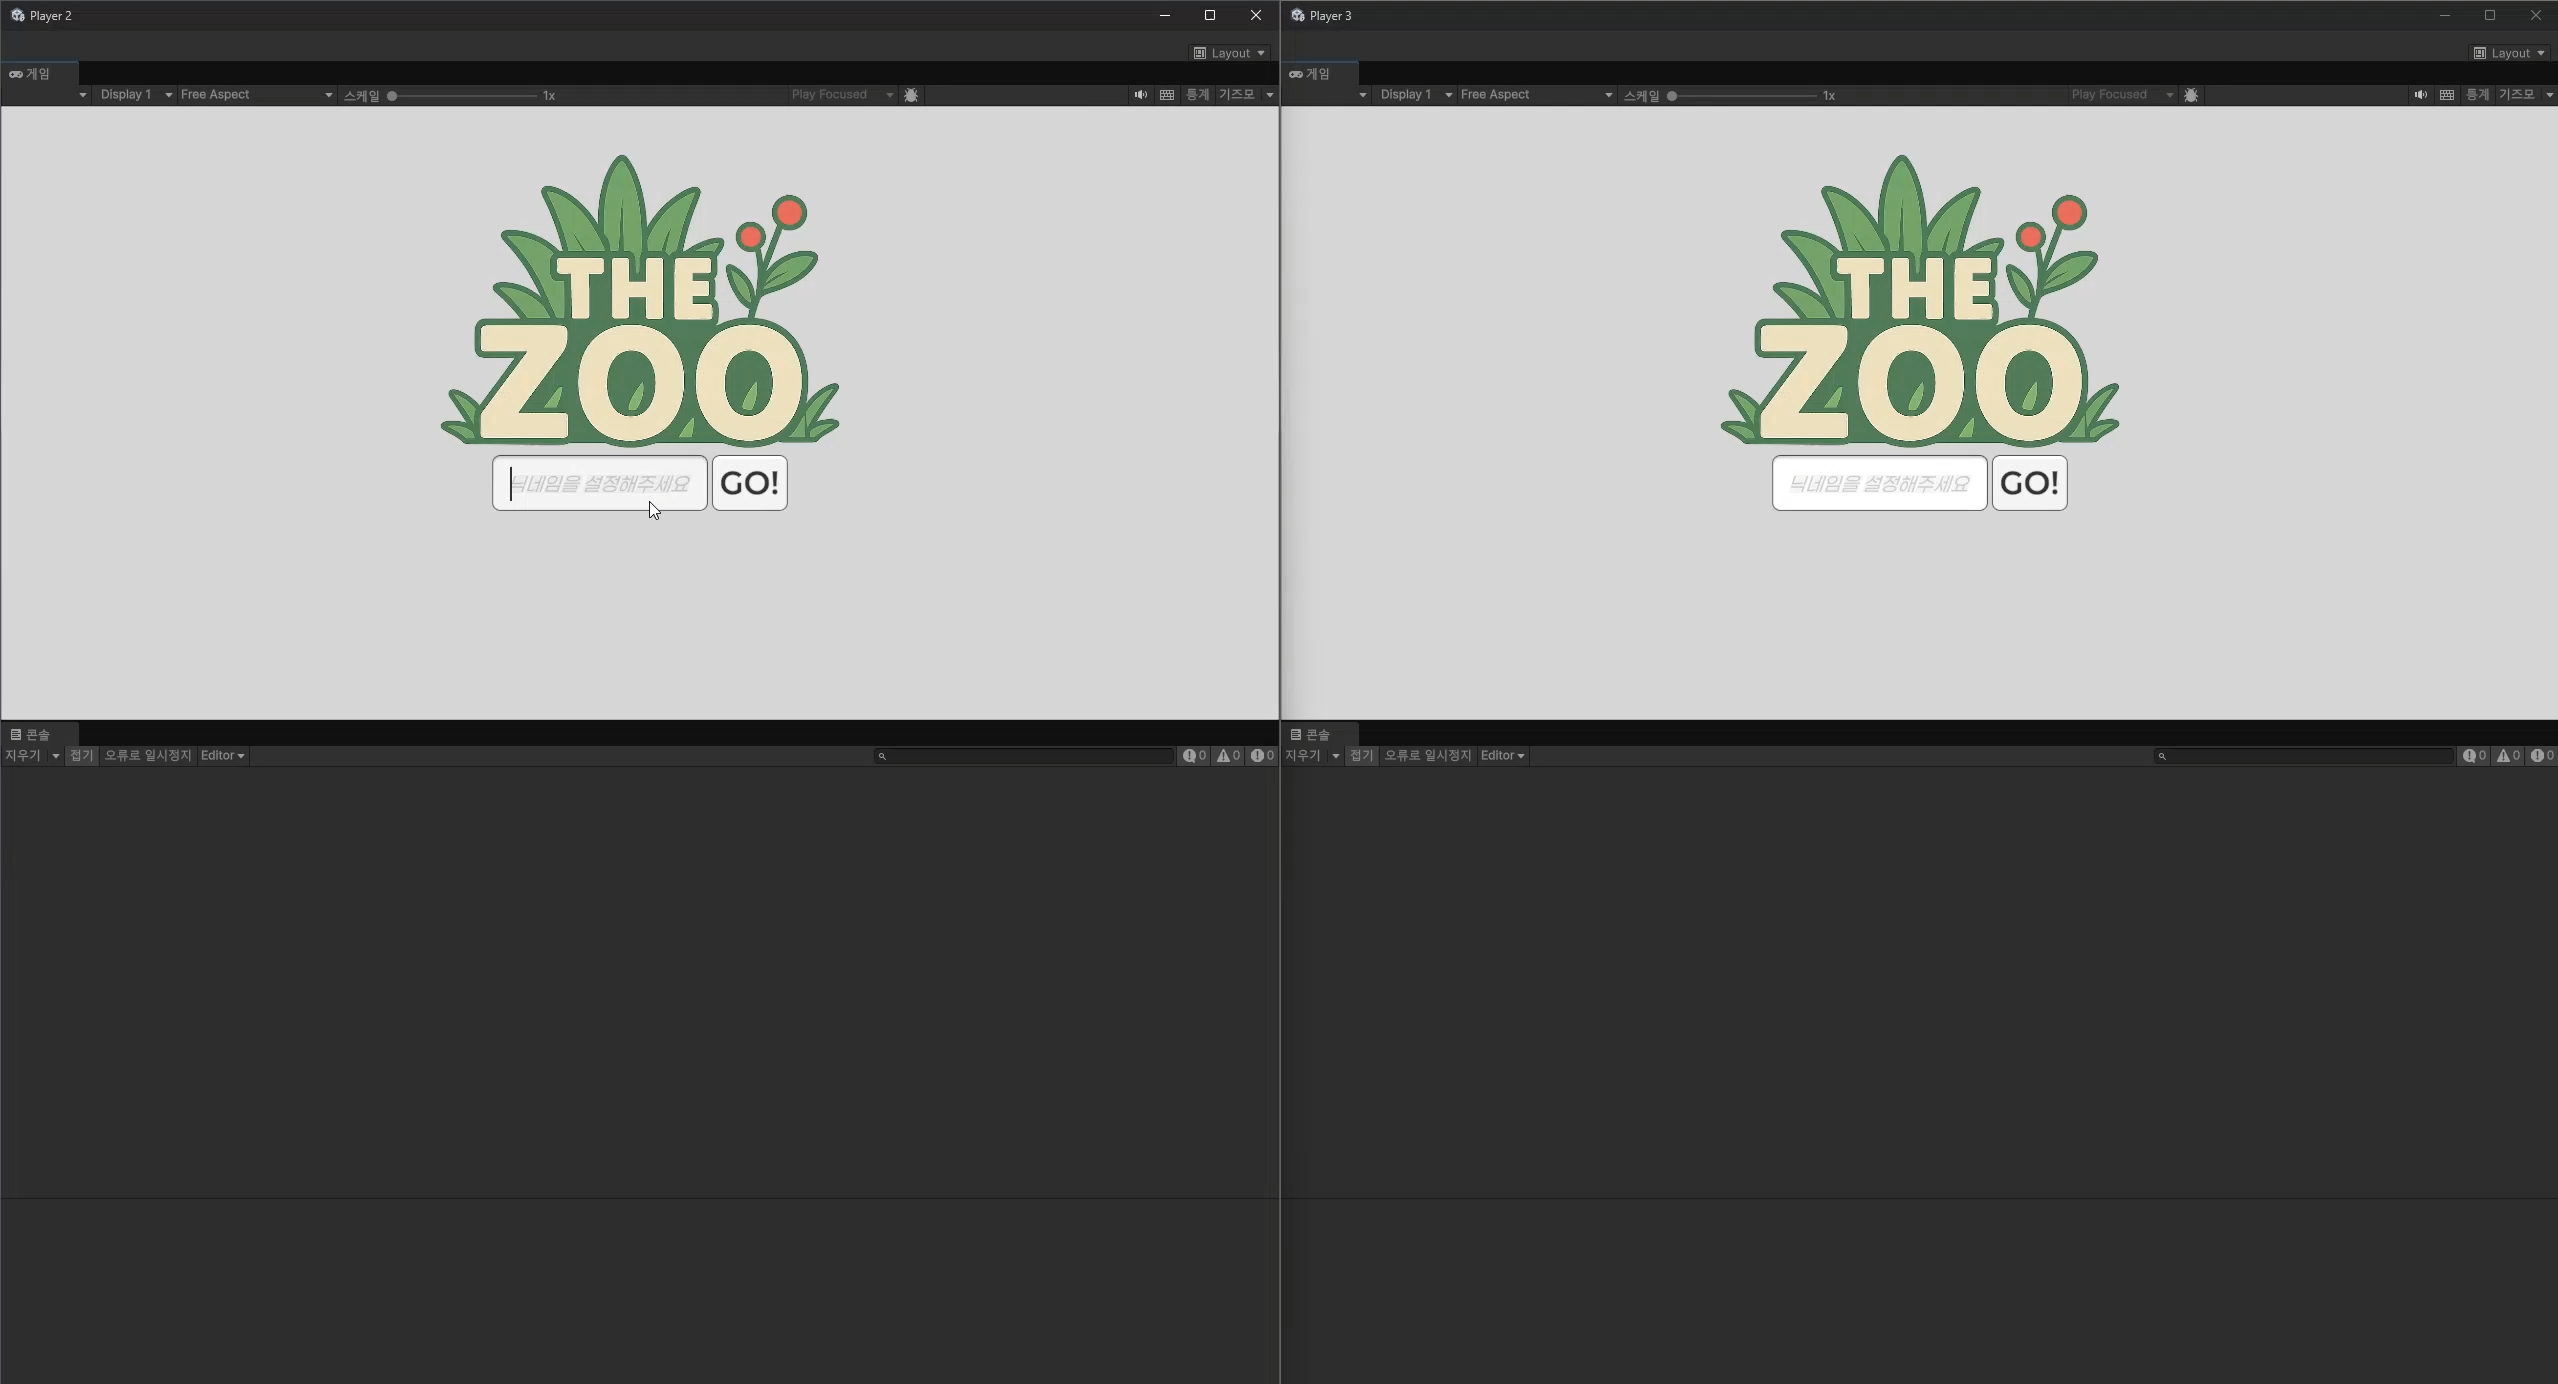 Player 2
Layout
게임
Display 1 Free Aspect 스케일 1x Play Focused 통계 기즈모
THE
ZOO
닉네임을 설정해주세요 GO!
콘솔
지우기 접기 오류로 일시정지 Editor 0 0 0
Player 3
Layout
게임
Display 1 Free Aspect 스케일 1x Play Focused 통계 기즈모
THE
ZOO
닉네임을 설정해주세요 GO!
콘솔
지우기 접기 오류로 일시정지 Editor 0 0 0